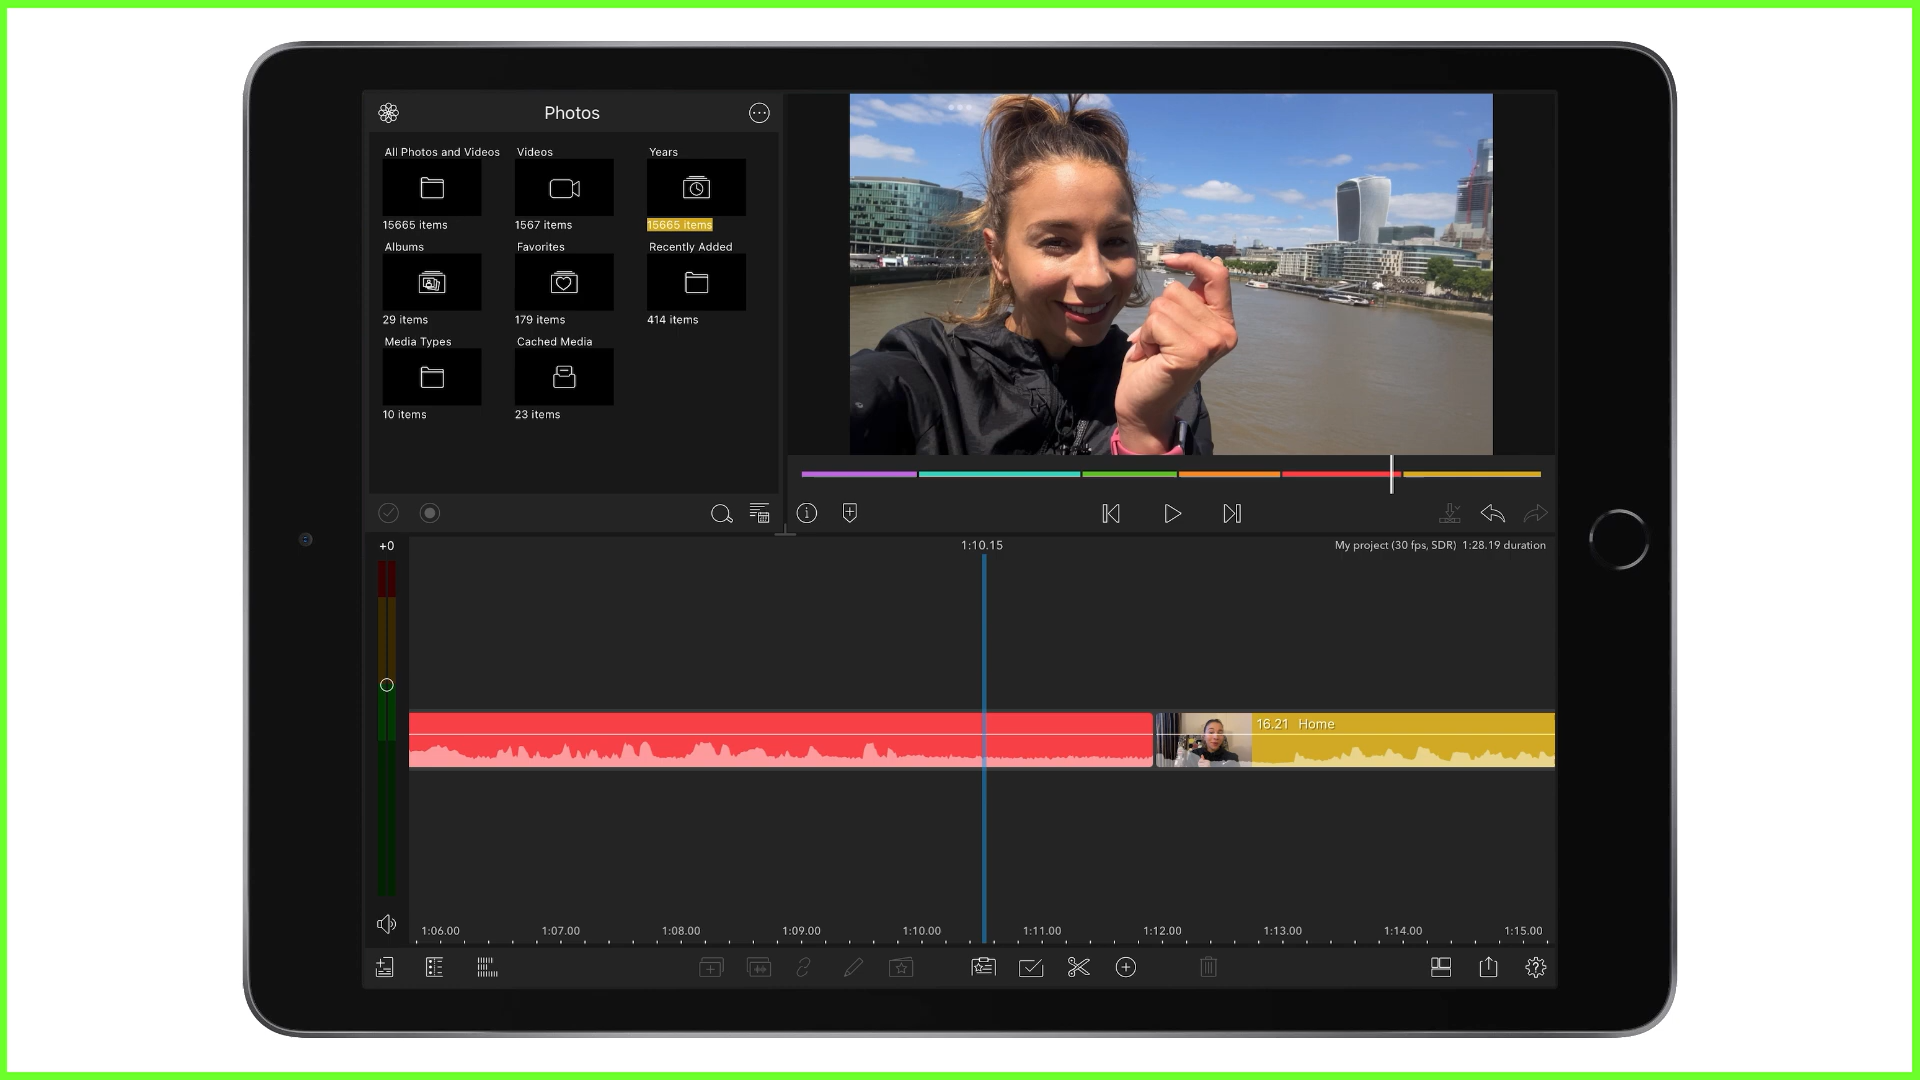 Photos
All Photos and Videos
Videos
Years
15665 items
1567 items
15665 items
Albums
Favorites
Recently Added
29 items
179 items
414 items
Media Types
Cached Media
10 items
23 items
+0
1:10.15
My project (30 fps, SDR) 1:28.19 duration
16.21 Home
1:06.00 1:07.00 1:08.00 1:09.00 1:10.00 1:11.00 1:12.00 1:13.00 1:14.00 1:15.00